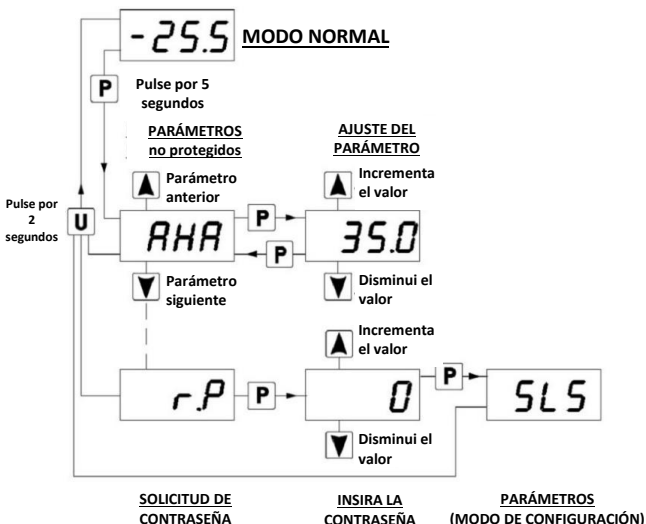 -25.5 MODO NORMAL
P
Pulse por 5
segundos
PARÁMETROS
no protegidos
AJUSTE DEL
PARÁMETRO
Parámetro
anterior
Incrementa
el valor
Pulse por
2
segundos
U
AHA
P
P
35.0
Parámetro
siguiente
Disminui el
valor
Incrementa
el valor
r.P
P
0
P
SLS
Disminui el
valor
SOLICITUD DE
CONTRASEÑA
INSIRA LA
CONTRASEÑA
PARÁMETROS
(MODO DE CONFIGURACIÓN)